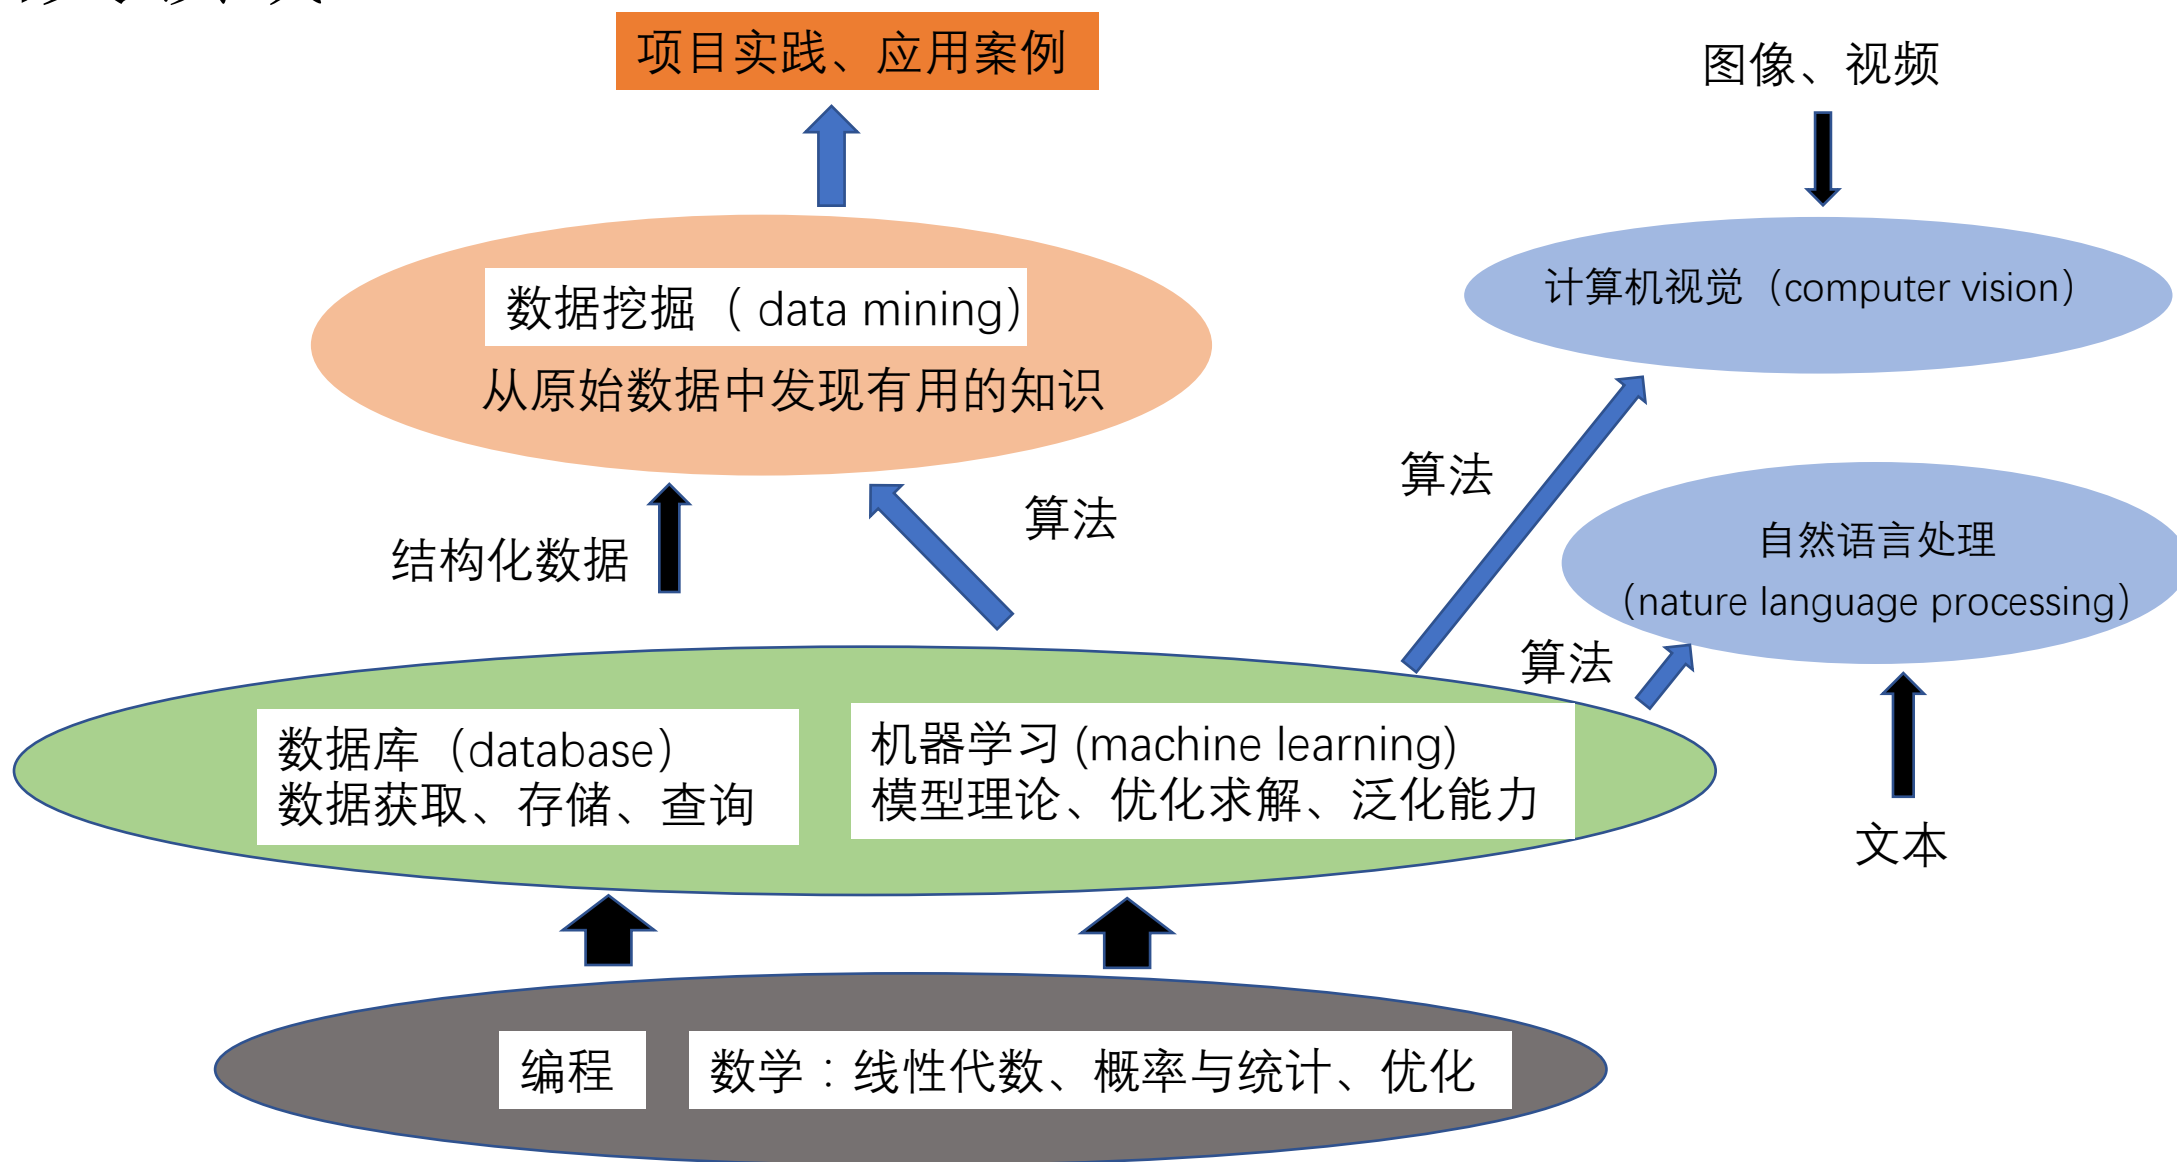 项目实践、应用案例
图像、视频
数据挖掘（ data mining）
从原始数据中发现有用的知识
计算机视觉（computer vision）
算法
算法
结构化数据
自然语言处理
（nature language processing）
算法
数据库（database）
数据获取、存储、查询
机器学习 (machine learning)
模型理论、优化求解、泛化能力
文本
编程
数学：线性代数、概率与统计、优化